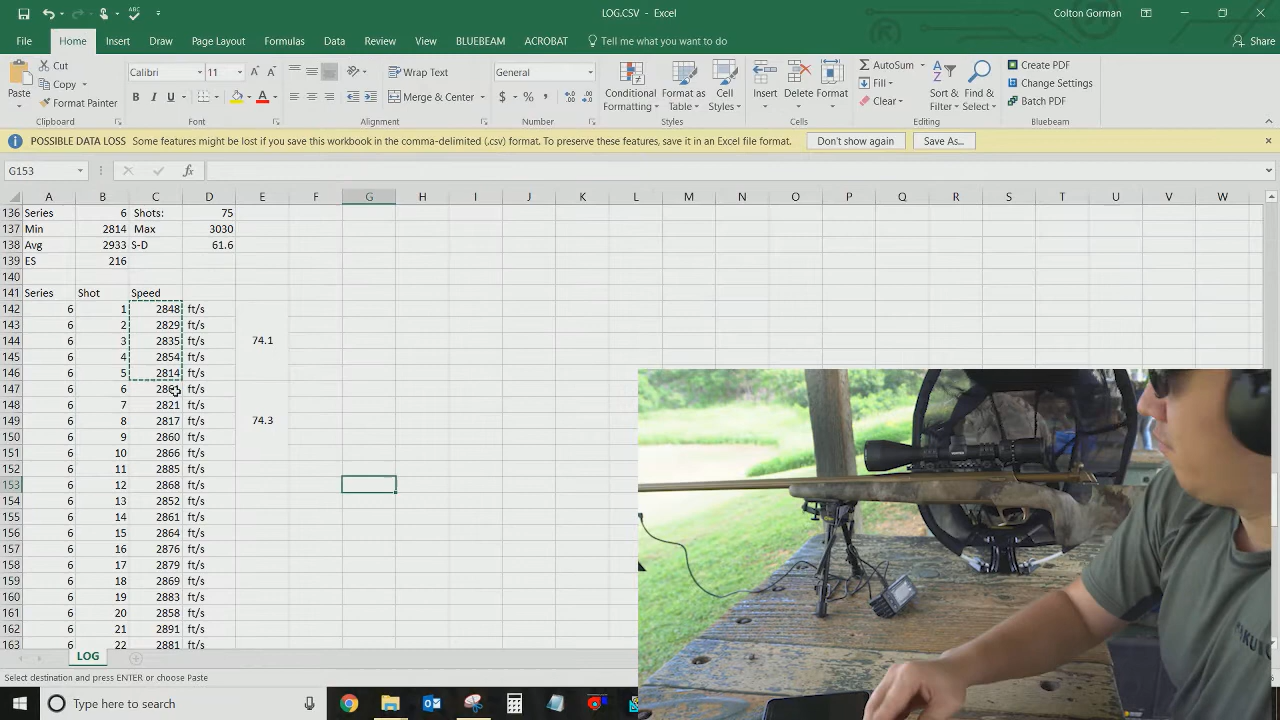 LOG.CSV - Excel
Colton Gorman
File Home Insert Draw Page Layout Formulas Data Review View BLUEBEAM ACROBAT Tell me what you want to do Share
Paste
Cut
Copy
Format Painter
Clipboard
Calibri 11
B I U
Font
Wrap Text
Merge & Center
Alignment
General
$ % ,
Number
Conditional Formatting
Format as Table
Cell Styles
Styles
Insert Delete Format
Cells
AutoSum
Fill
Clear
Sort & Filter
Find & Select
Editing
Create PDF
Change Settings
Batch PDF
Bluebeam
POSSIBLE DATA LOSS Some features might be lost if you save this workbook in the comma-delimited (.csv) format. To preserve these features, save it in an Excel file format. Don't show again Save As...
G153 fx
A B C D E F G H I J K L M N O P Q R S T U V W
136 Series 6 Shots: 75
137 Min 2814 Max 3030
138 Avg 2933 S-D 61.6
139 ES 216
140
141 Series Shot Speed
142 6 1 2848 ft/s
143 6 2 2829 ft/s
144 6 3 2835 ft/s 74.1
145 6 4 2854 ft/s
146 6 5 2814 ft/s
147 6 6 2861 ft/s
148 6 7 2821 ft/s
149 6 8 2817 ft/s 74.3
150 6 9 2860 ft/s
151 6 10 2866 ft/s
152 6 11 2885 ft/s
153 6 12 2868 ft/s
154 6 13 2852 ft/s
155 6 14 2861 ft/s
156 6 15 2864 ft/s
157 6 16 2876 ft/s
158 6 17 2879 ft/s
159 6 18 2869 ft/s
160 6 19 2883 ft/s
161 6 20 2858 ft/s
162 6 21 2891 ft/s
163 6 22 2881 ft/s
LOG
Select destination and press ENTER or choose Paste
Type here to search